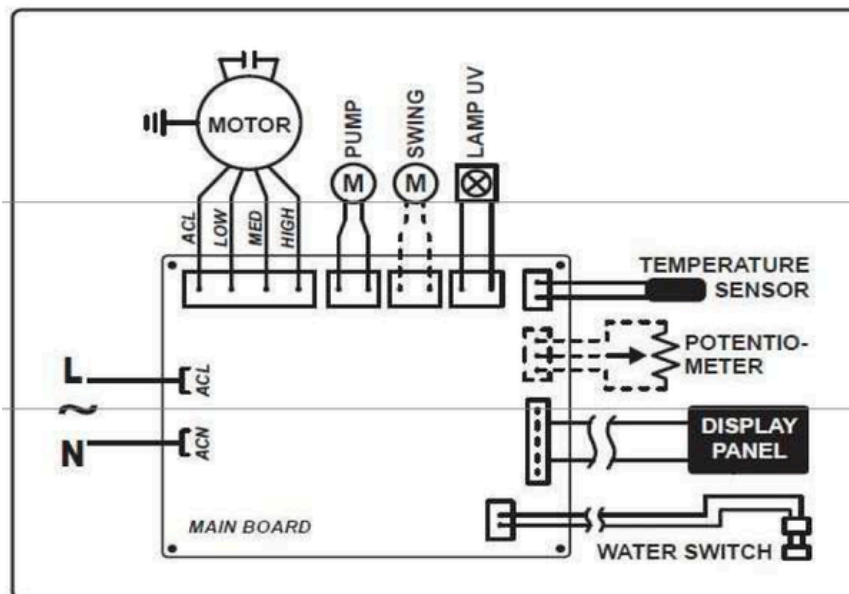 MOTOR
PUMP
M
SWING
M
LAMP UV
ACL
LOW
MED
HIGH
TEMPERATURE
SENSOR
POTENTIO-
METER
L
~
N
ACL
ACN
DISPLAY
PANEL
MAIN BOARD
WATER SWITCH